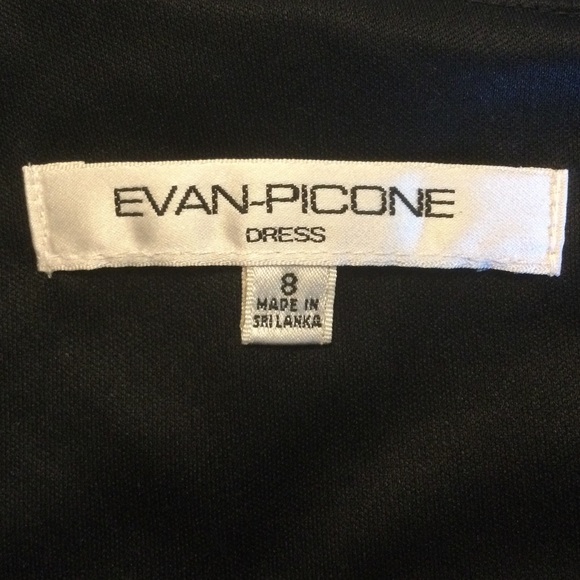 EVAN-PICONE
DRESS
8
MADE IN
SRI LANKA